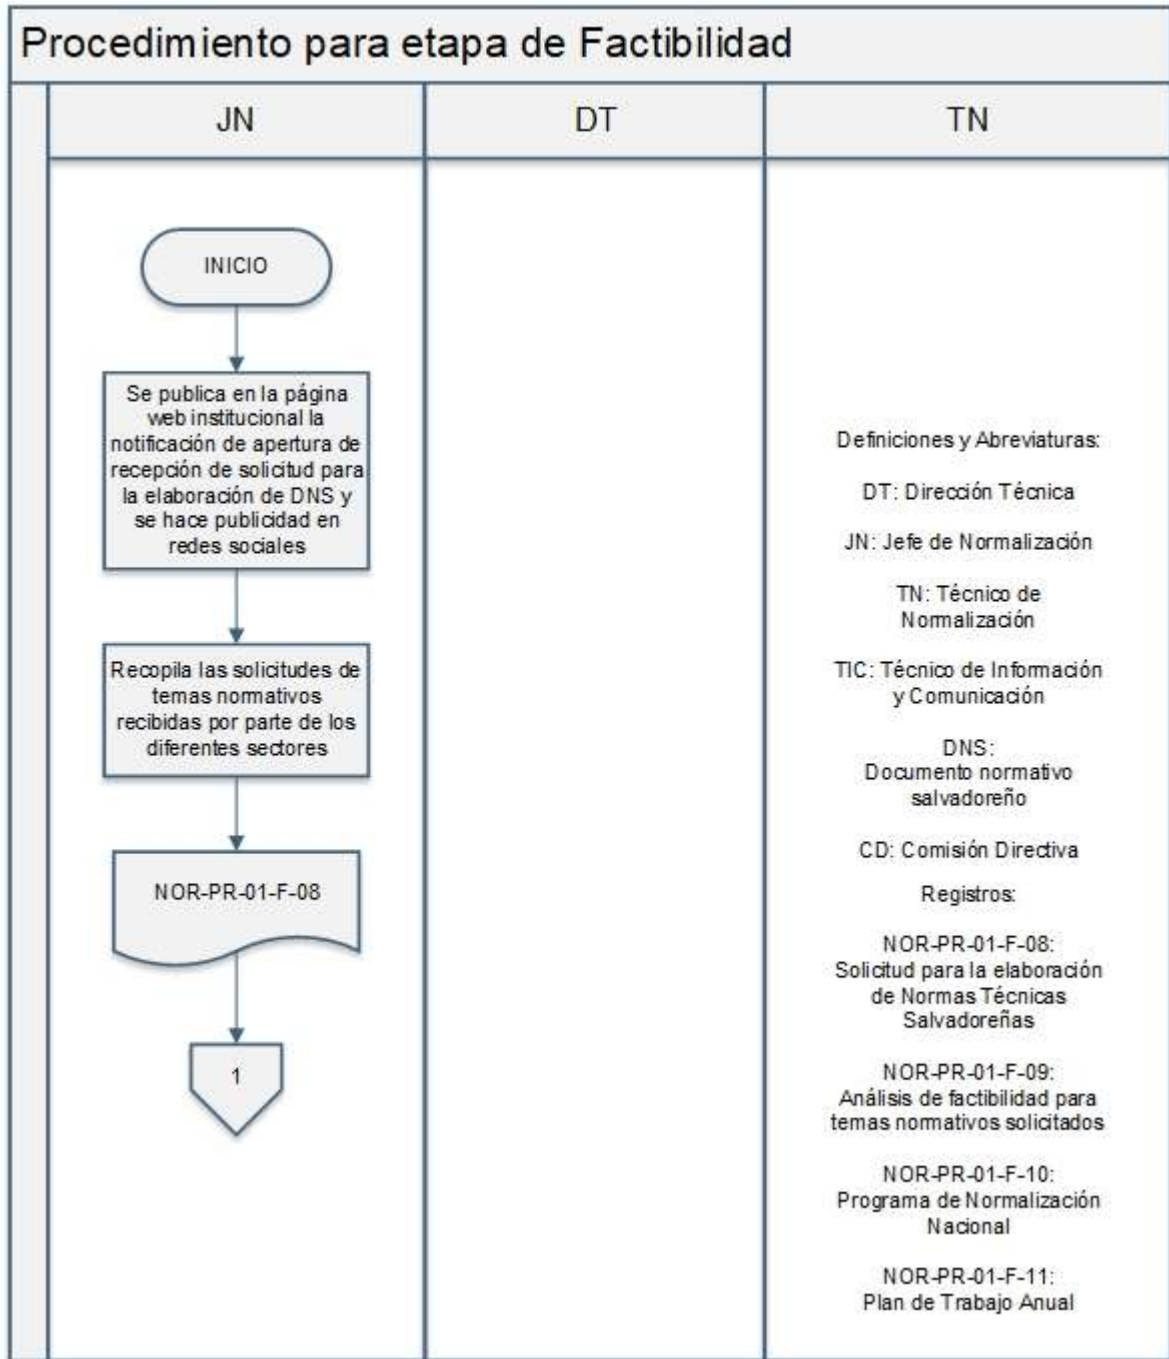 Procedimiento para etapa de Factibilidad
JN
DT
TN
INICIO
Se publica en la página
web institucional la
notificación de apertura de
recepción de solicitud para
la elaboración de DNS y
se hace publicidad en
redes sociales
Recopila las solicitudes de
temas normativos
recibidas por parte de los
diferentes sectores
NOR-PR-01-F-08
1
Definiciones y Abreviaturas:
DT: Dirección Técnica
JN: Jefe de Normalización
TN: Técnico de
Normalización
TIC: Técnico de Información
y Comunicación
DNS:
Documento normativo
salvadoreño
CD: Comisión Directiva
Registros:
NOR-PR-01-F-08:
Solicitud para la elaboración
de Normas Técnicas
Salvadoreñas
NOR-PR-01-F-09:
Análisis de factibilidad para
temas normativos solicitados
NOR-PR-01-F-10:
Programa de Normalización
Nacional
NOR-PR-01-F-11:
Plan de Trabajo Anual